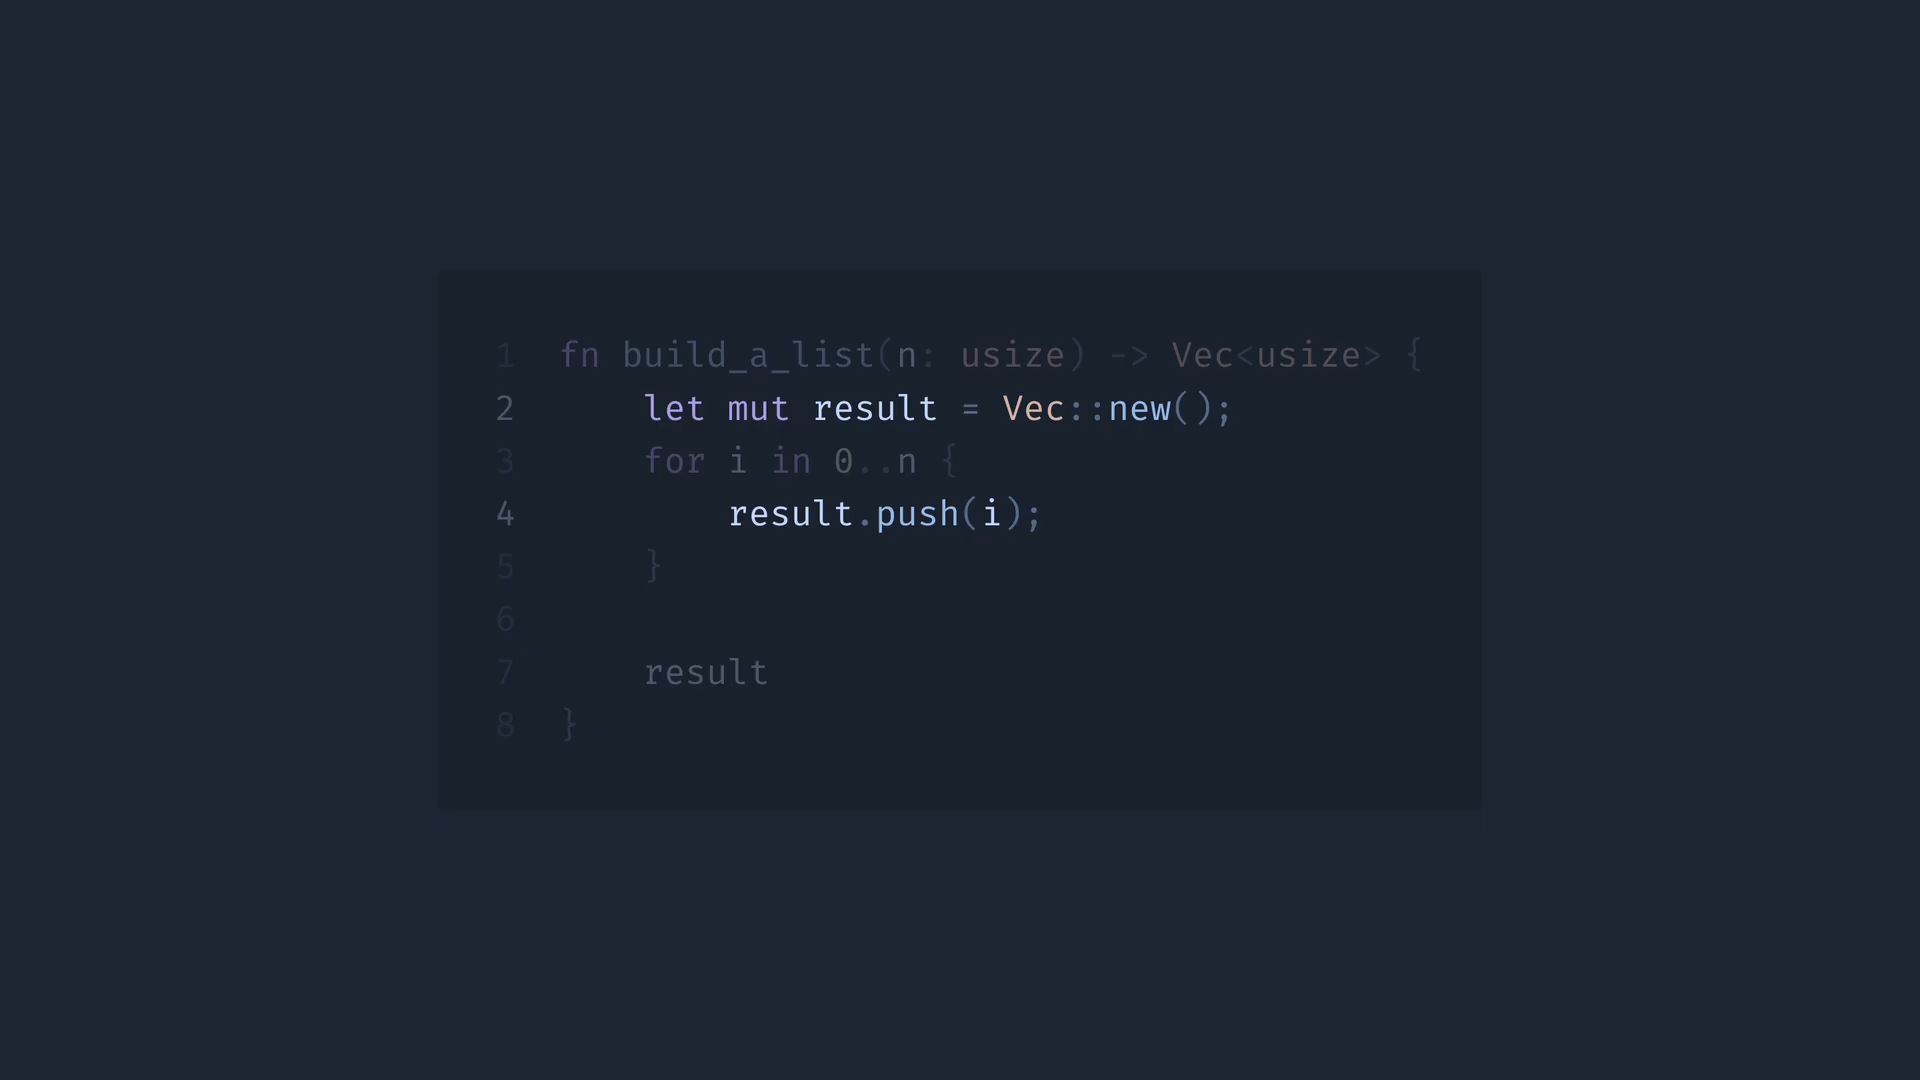 1 fn build_a_list(n: usize) -> Vec<usize> {
2     let mut result = Vec::new();
3     for i in 0..n {
4         result.push(i);
5     }
6
7     result
8 }